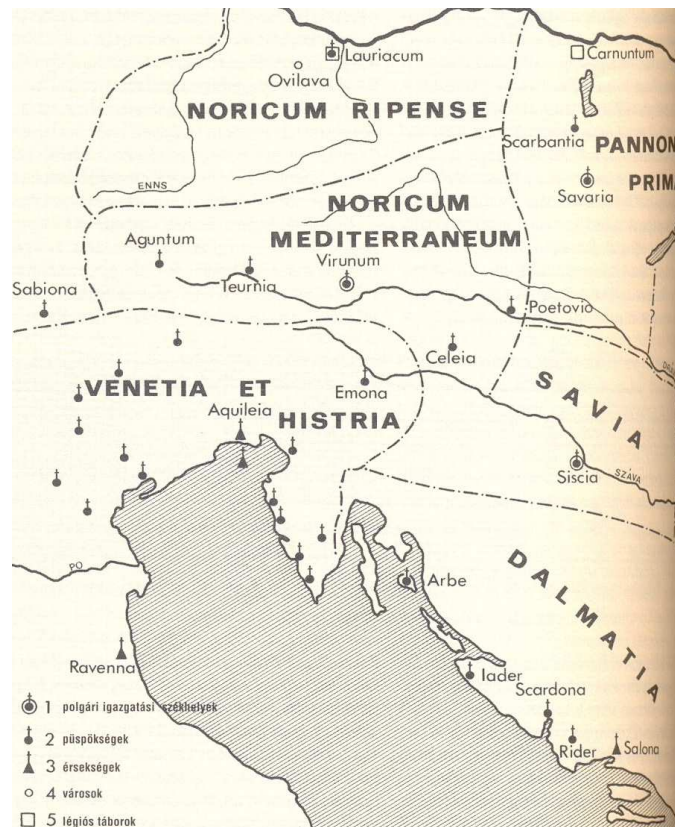 Lauriacum
Carnuntum
Ovilava
NORICUM RIPENSE
Scarbantia
PANNON
PRIMA
Savaria
ENNS
NORICUM
MEDITERRANEUM
Aguntum
Virunum
Teurnia
Sabiona
Poetovio
Celeia
VENETIA ET
HISTRIA
Emona
Aquileia
SAVIA
Siscia
SZÁVA
DALMATIA
PO
Arbe
Ravenna
Iader
Scardona
Rider
Salona
1 polgári igazgatási székhelyek
2 püspökségek
3 érsekségek
4 városok
5 légiós táborok